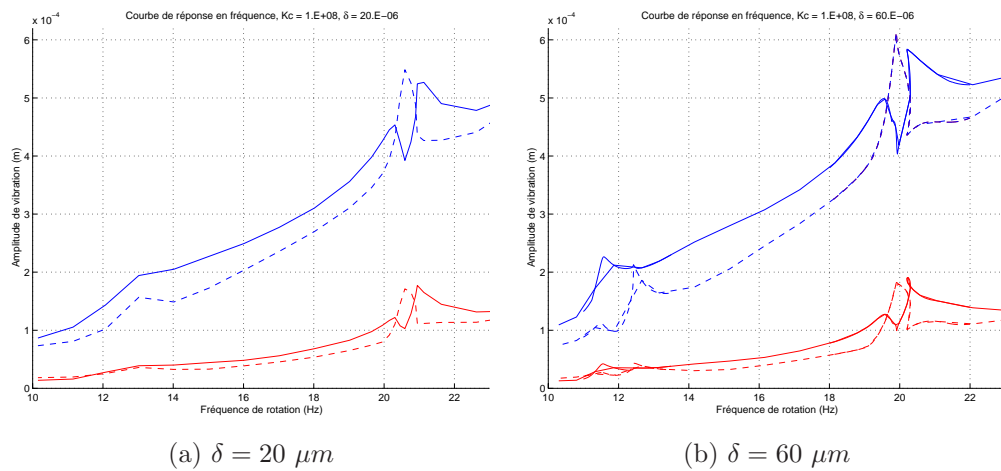 Courbe de réponse en fréquence, Kc = 1.E+08, δ = 20.E−06
x 10⁻⁴
6
5
4
3
2
1
0
Amplitude de vibration (m)
10 12 14 16 18 20 22
Fréquence de rotation (Hz)
(a) δ = 20 μm
Courbe de réponse en fréquence, Kc = 1.E+08, δ = 60.E−06
x 10⁻⁴
6
5
4
3
2
1
0
Amplitude de vibration (m)
10 12 14 16 18 20 22
Fréquence de rotation (Hz)
(b) δ = 60 μm